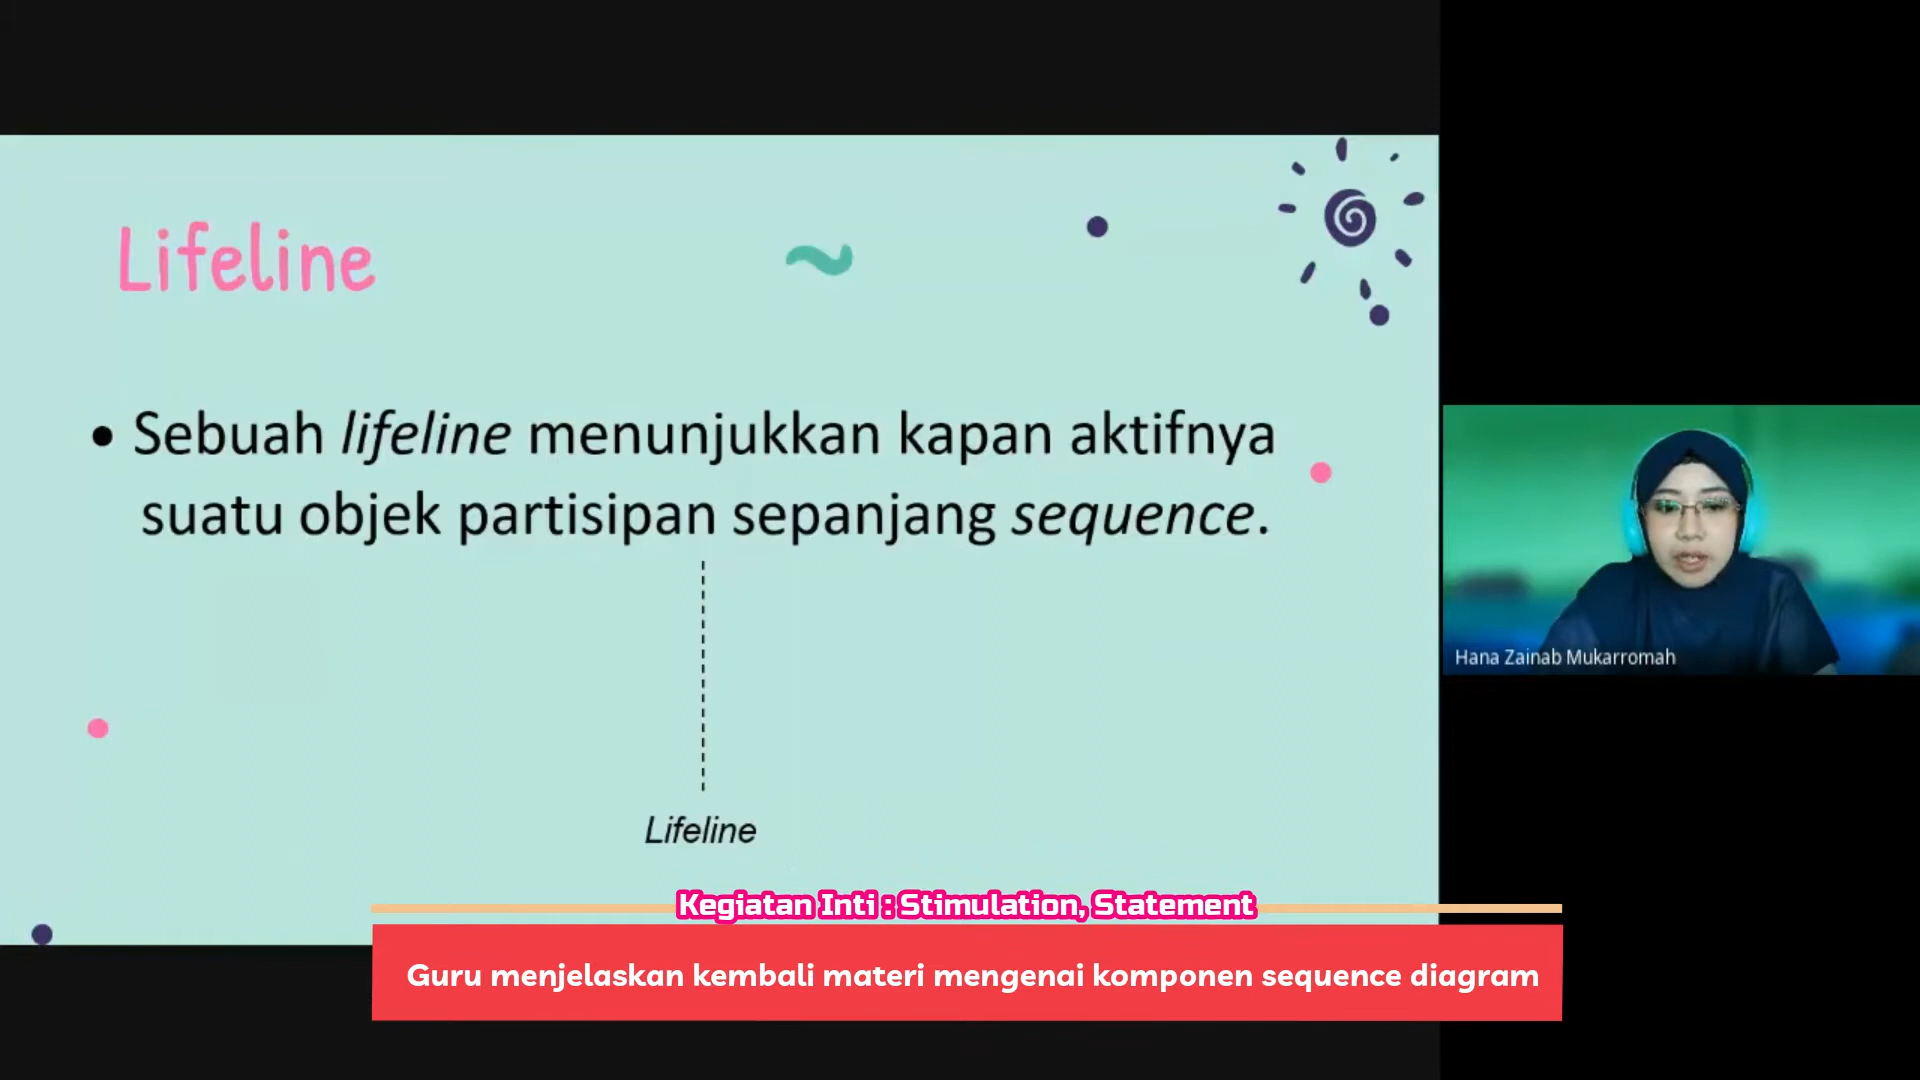 Lifeline
• Sebuah lifeline menunjukkan kapan aktifnya
suatu objek partisipan sepanjang sequence.
Lifeline
Hana Zainab Mukarromah
Kegiatan Inti : Stimulation, Statement
Guru menjelaskan kembali materi mengenai komponen sequence diagram